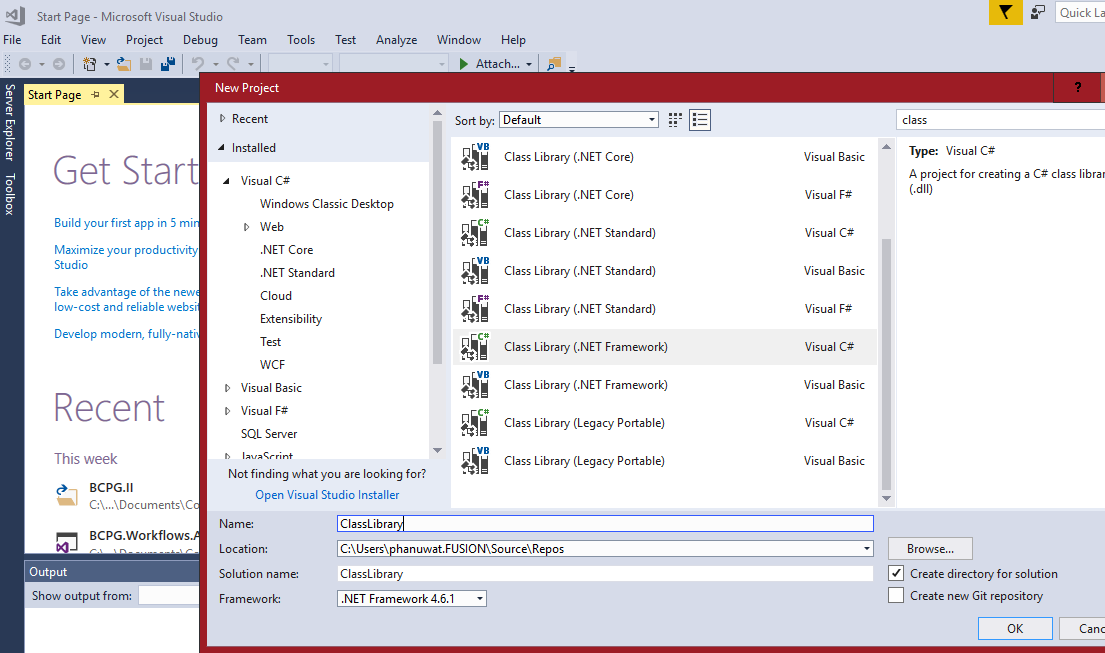 Start Page - Microsoft Visual Studio
Quick La
File Edit View Project Debug Team Tools Test Analyze Window Help
Attach...
Server Explorer
Toolbox
Start Page
Get Start
Build your first app in 5 min
Maximize your productivity
Studio
Take advantage of the newe
low-cost and reliable websit
Develop modern, fully-nativ
Recent
This week
BCPG.II
C:\...\Documents\Co
BCPG.Workflows.A
C:\...\Documents\Co
Output
Show output from:
New Project
?
Recent
Installed
Visual C#
Windows Classic Desktop
Web
.NET Core
.NET Standard
Cloud
Extensibility
Test
WCF
Visual Basic
Visual F#
SQL Server
JavaScript
Not finding what you are looking for?
Open Visual Studio Installer
Sort by: Default
VB Class Library (.NET Core) Visual Basic
F# Class Library (.NET Core) Visual F#
C# Class Library (.NET Standard) Visual C#
VB Class Library (.NET Standard) Visual Basic
F# Class Library (.NET Standard) Visual F#
C# Class Library (.NET Framework) Visual C#
VB Class Library (.NET Framework) Visual Basic
C# Class Library (Legacy Portable) Visual C#
VB Class Library (Legacy Portable) Visual Basic
class
Type: Visual C#
A project for creating a C# class librar
(.dll)
Name: ClassLibrary
Location: C:\Users\phanuwat.FUSION\Source\Repos
Browse...
Solution name: ClassLibrary
Create directory for solution
Framework: .NET Framework 4.6.1
Create new Git repository
OK
Canc